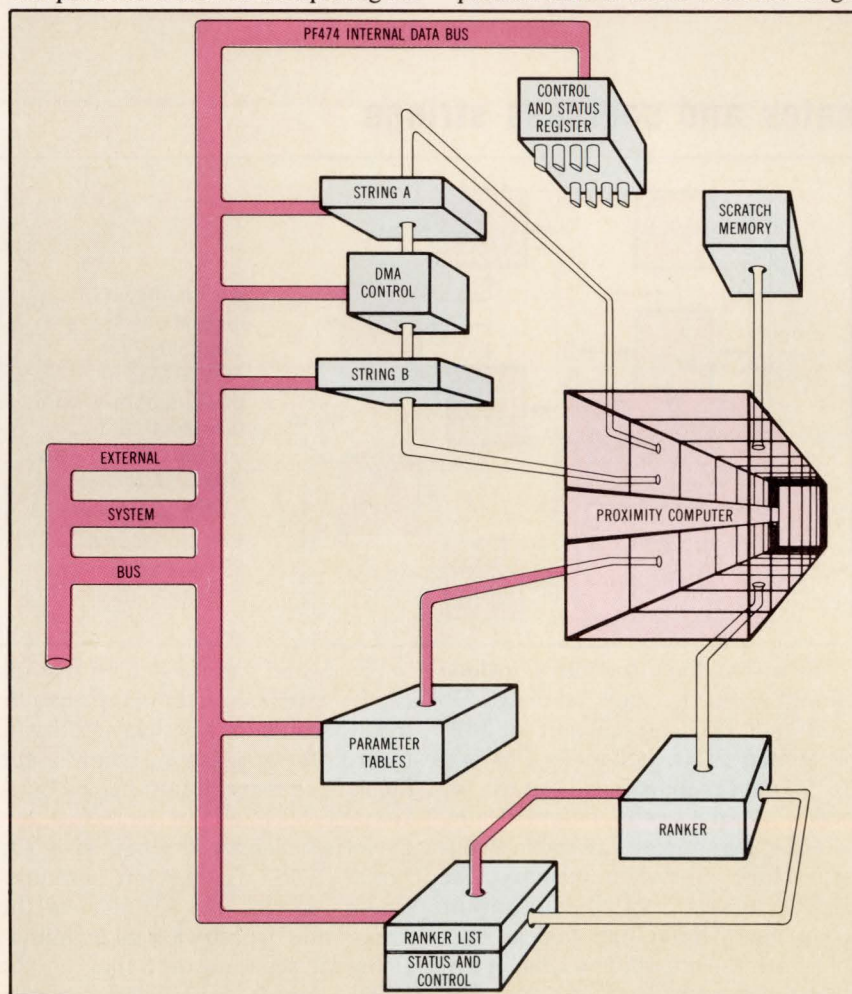 PF474 INTERNAL DATA BUS
CONTROL
AND STATUS
REGISTER
STRING A
SCRATCH
MEMORY
DMA
CONTROL
STRING B
EXTERNAL
SYSTEM
BUS
PROXIMITY COMPUTER
PARAMETER
TABLES
RANKER
RANKER LIST
STATUS AND
CONTROL